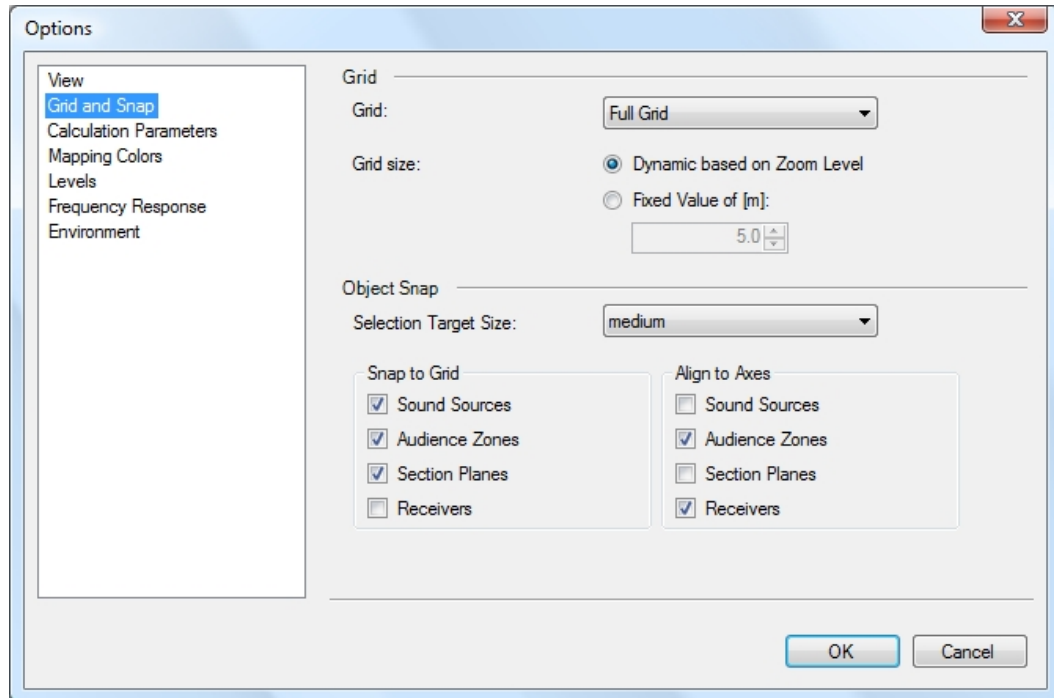 Options
View
Grid and Snap
Calculation Parameters
Mapping Colors
Levels
Frequency Response
Environment
Grid
Grid: Full Grid
Grid size: Dynamic based on Zoom Level
Fixed Value of [m]:
5.0
Object Snap
Selection Target Size: medium
Snap to Grid
Sound Sources
Audience Zones
Section Planes
Receivers
Align to Axes
Sound Sources
Audience Zones
Section Planes
Receivers
OK Cancel